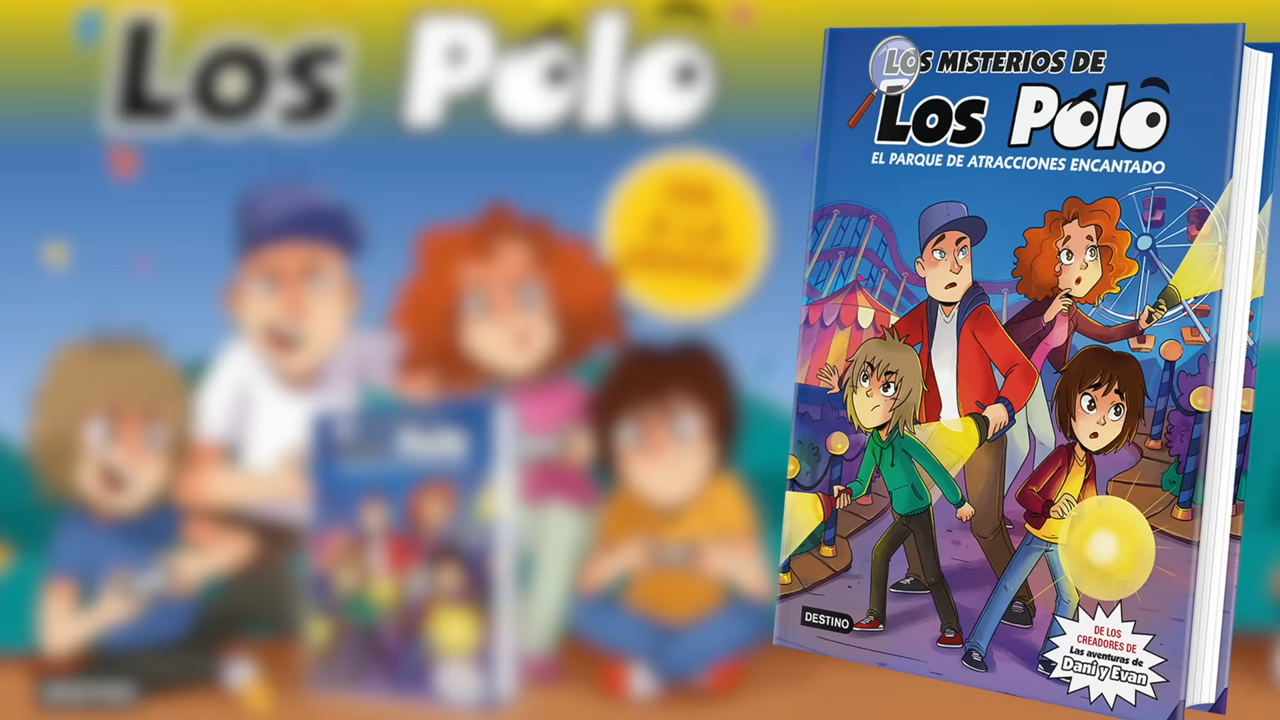 Los Polo
LOS MISTERIOS DE
Los Polo
EL PARQUE DE ATRACCIONES ENCANTADO
DESTINO
DE LOS
CREADORES DE
Las aventuras de
Dani y Evan